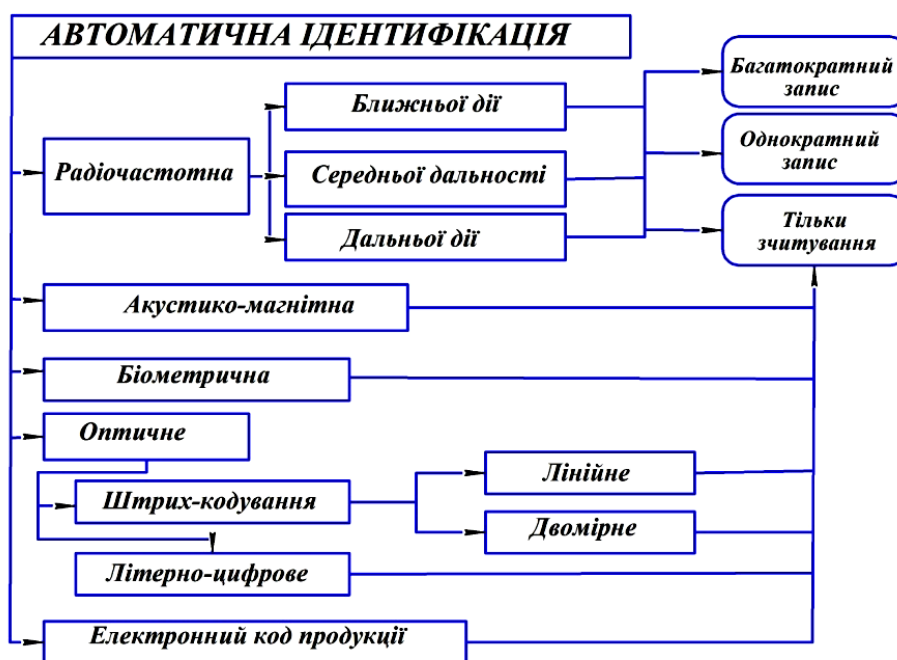 АВТОМАТИЧНА ІДЕНТИФІКАЦІЯ
Багатократний
запис
Ближньої дії
Однократний
запис
Радіочастотна
Середньої дальності
Дальньої дії
Тільки
зчитування
Акустико-магнітна
Біометрична
Оптичне
Лінійне
Штрих-кодування
Двомірне
Літерно-цифрове
Електронний код продукції